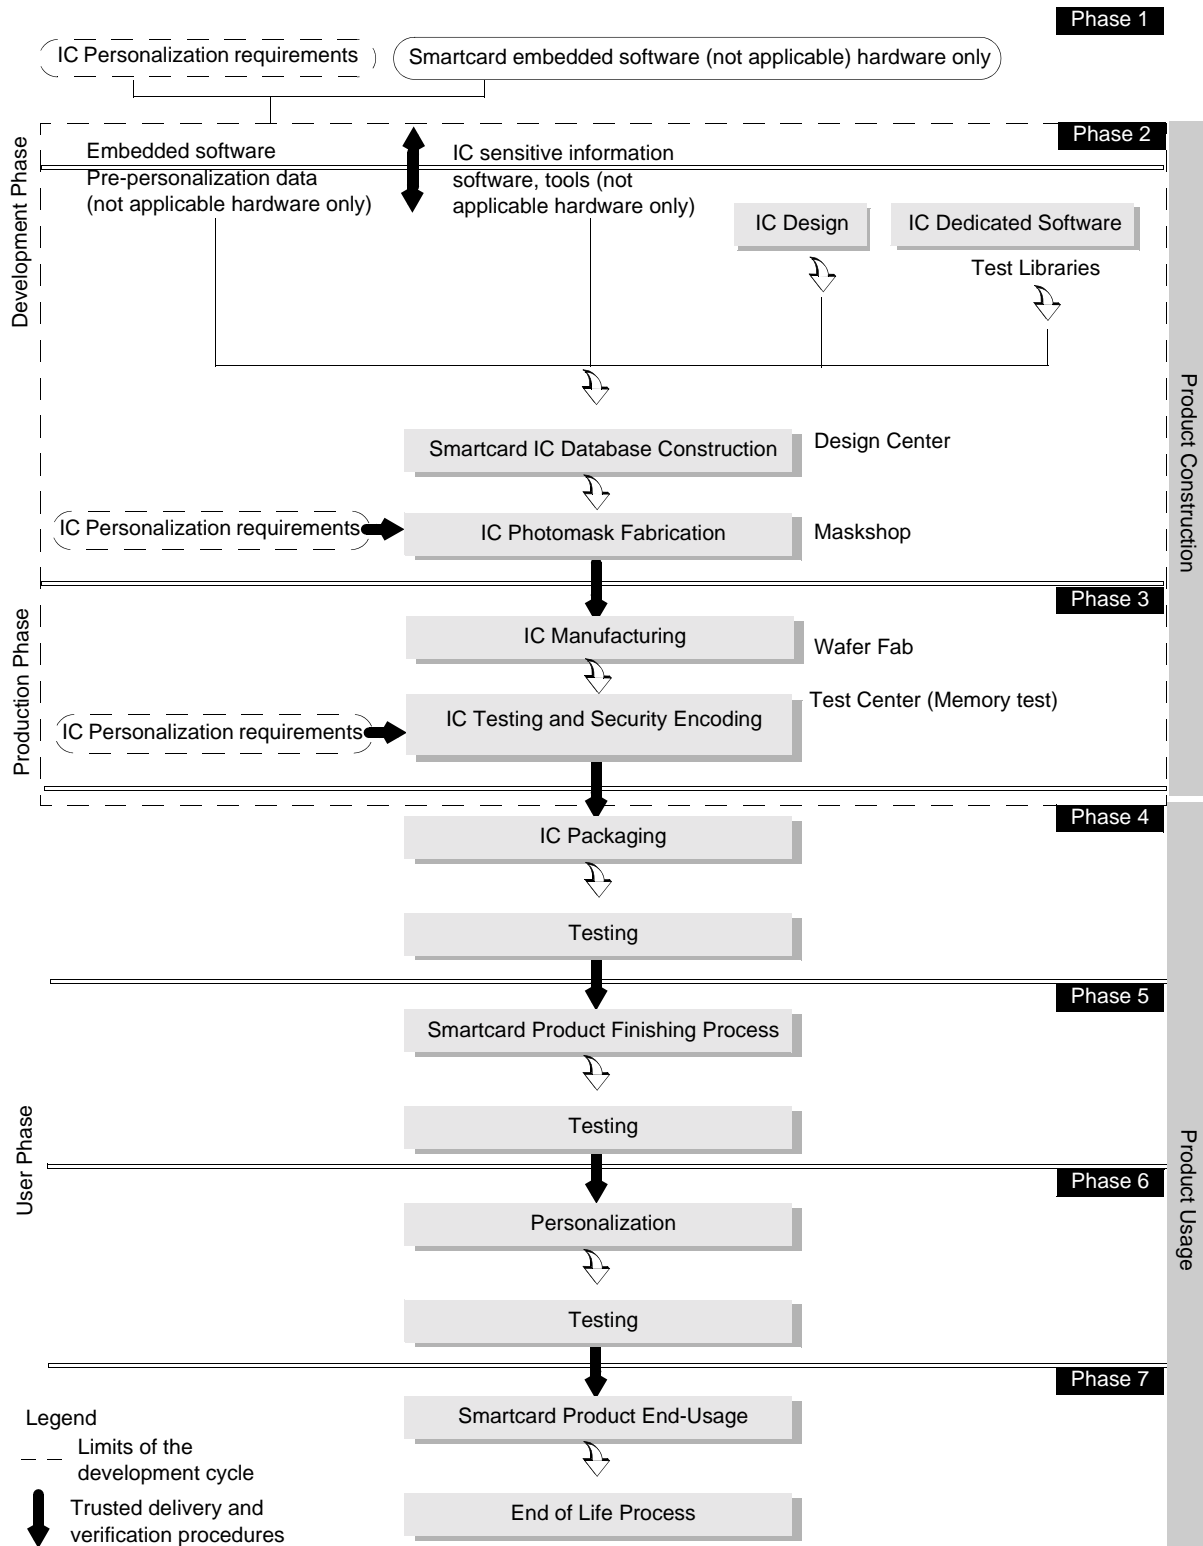 Phase 1
IC Personalization requirements
Smartcard embedded software (not applicable) hardware only
Phase 2
Development Phase
Embedded software
Pre-personalization data
(not applicable hardware only)
IC sensitive information
software, tools (not
applicable hardware only)
IC Design
IC Dedicated Software
Test Libraries
Product Construction
Smartcard IC Database Construction
Design Center
IC Personalization requirements
IC Photomask Fabrication
Maskshop
Phase 3
Production Phase
IC Manufacturing
Wafer Fab
IC Personalization requirements
IC Testing and Security Encoding
Test Center (Memory test)
Phase 4
IC Packaging
Testing
Phase 5
Smartcard Product Finishing Process
Testing
User Phase
Product Usage
Phase 6
Personalization
Testing
Phase 7
Smartcard Product End-Usage
End of Life Process
Legend
Limits of the
development cycle
Trusted delivery and
verification procedures